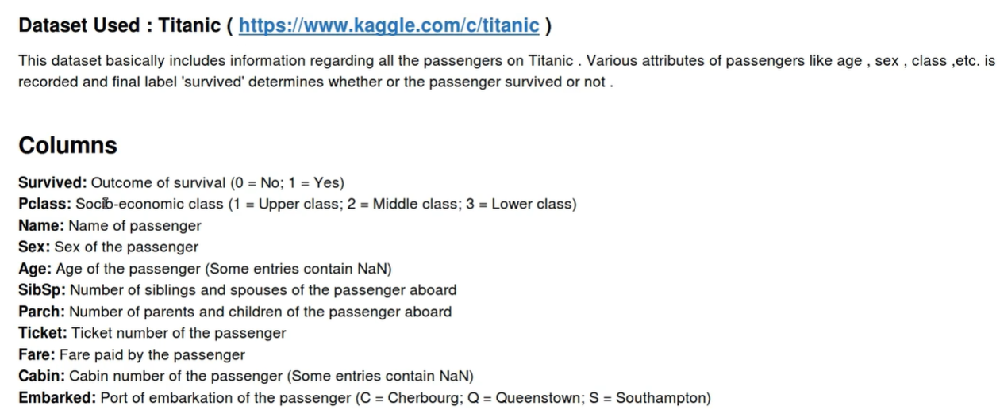 Dataset Used : Titanic ( https://www.kaggle.com/c/titanic )
This dataset basically includes information regarding all the passengers on Titanic . Various attributes of passengers like age , sex , class ,etc. is
recorded and final label 'survived' determines whether or the passenger survived or not .
Columns
Survived: Outcome of survival (0 = No; 1 = Yes)
Pclass: Socio-economic class (1 = Upper class; 2 = Middle class; 3 = Lower class)
Name: Name of passenger
Sex: Sex of the passenger
Age: Age of the passenger (Some entries contain NaN)
SibSp: Number of siblings and spouses of the passenger aboard
Parch: Number of parents and children of the passenger aboard
Ticket: Ticket number of the passenger
Fare: Fare paid by the passenger
Cabin: Cabin number of the passenger (Some entries contain NaN)
Embarked: Port of embarkation of the passenger (C = Cherbourg; Q = Queenstown; S = Southampton)